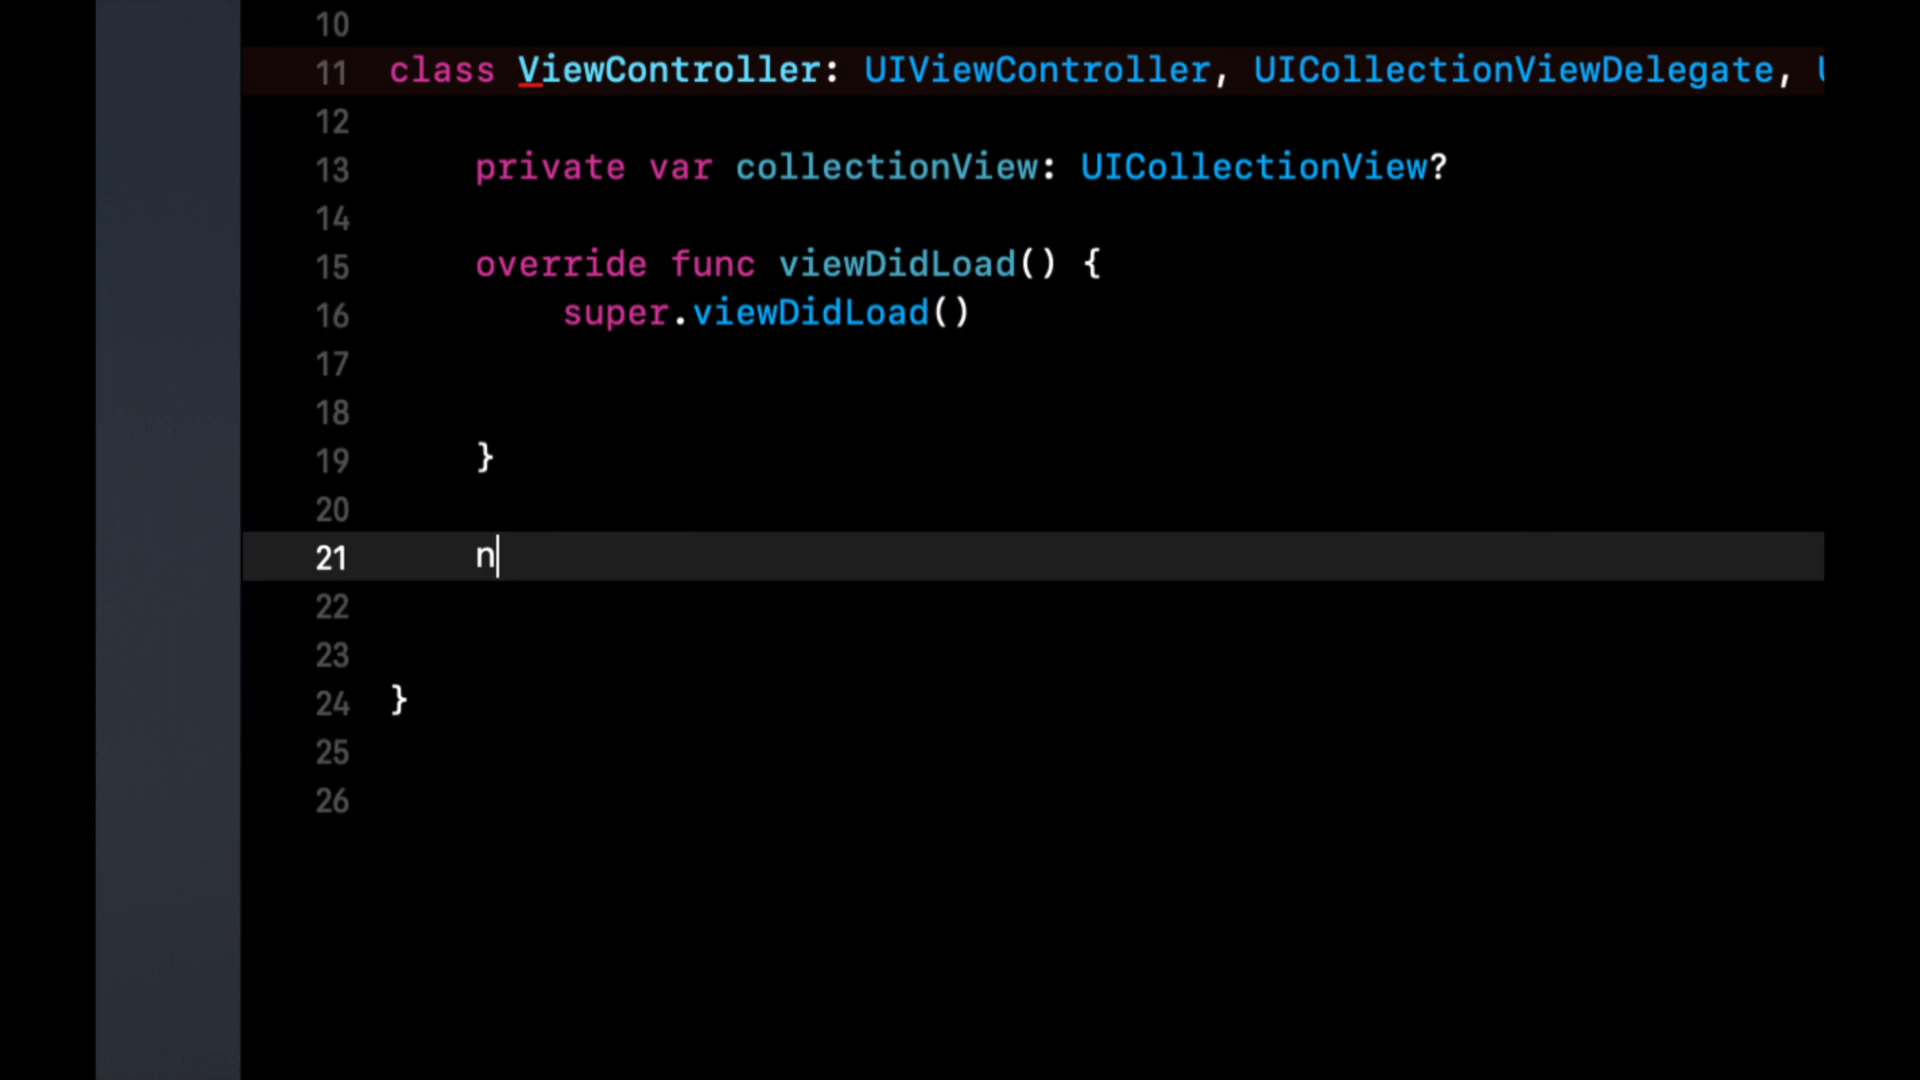 10
11 class ViewController: UIViewController, UICollectionViewDelegate,
12
13 private var collectionView: UICollectionView?
14
15 override func viewDidLoad() {
16 super.viewDidLoad()
17
18
19 }
20
21 n
22
23
24 }
25
26